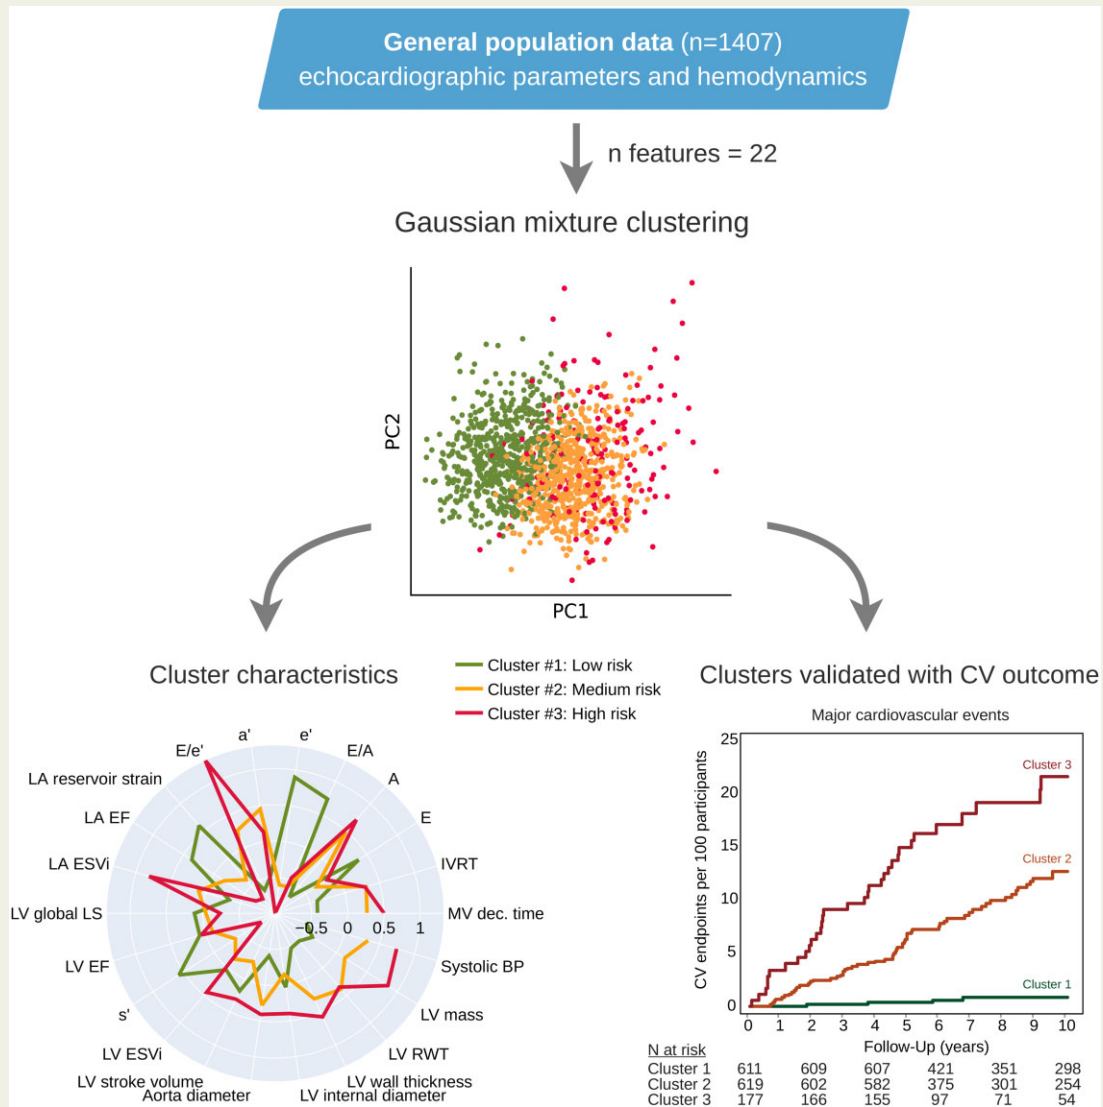 General population data (n=1407)
echocardiographic parameters and hemodynamics
n features = 22
Gaussian mixture clustering
PC2
PC1
Cluster characteristics
Cluster #1: Low risk
Cluster #2: Medium risk
Cluster #3: High risk
Clusters validated with CV outcome
a'
e'
E/e'
E/A
LA reservoir strain
A
LA EF
E
LA ESVi
IVRT
LV global LS
−0.5 0 0.5 1
MV dec. time
LV EF
Systolic BP
s'
LV mass
LV ESVi
LV RWT
LV stroke volume
LV wall thickness
Aorta diameter
LV internal diameter
Major cardiovascular events
CV endpoints per 100 participants
25
20
15
10
5
0
Cluster 3
Cluster 2
Cluster 1
0 1 2 3 4 5 6 7 8 9 10
Follow-Up (years)
N at risk
Cluster 1 611 609 607 421 351 298
Cluster 2 619 602 582 375 301 254
Cluster 3 177 166 155 97 71 54